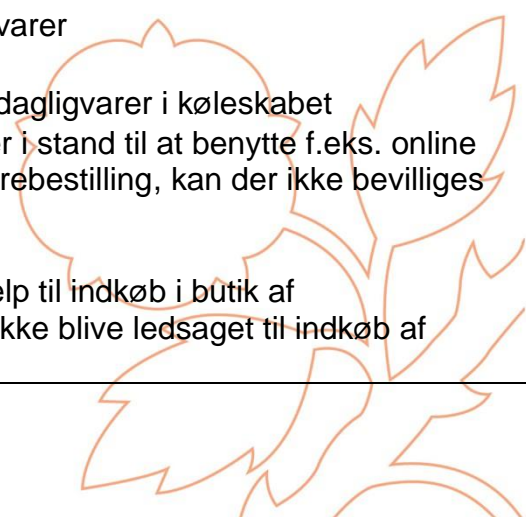 varer
dagligvarer i køleskabet
i stand til at benytte f.eks. online
rebestilling, kan der ikke bevilliges
lp til indkøb i butik af
kke blive ledsaget til indkøb af